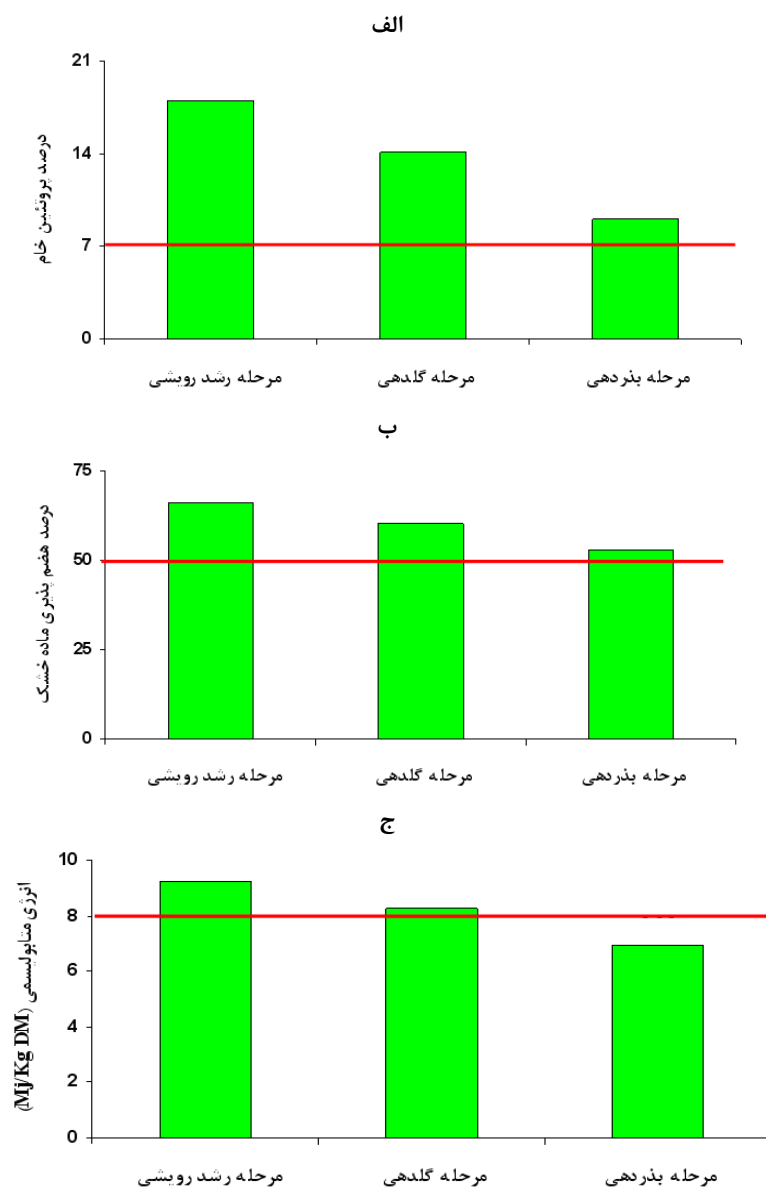 الف
21
14
7
0
درصد پروتئین خام
مرحله رشد رویشی
مرحله گلدهی
مرحله بذردهی
ب
75
50
25
0
درصد هضم پذیری ماده خشک
مرحله رشد رویشی
مرحله گلدهی
مرحله بذردهی
ج
10
8
6
4
2
0
انرژی متابولیسمی (Mj/Kg DM)
مرحله رشد رویشی
مرحله گلدهی
مرحله بذردهی